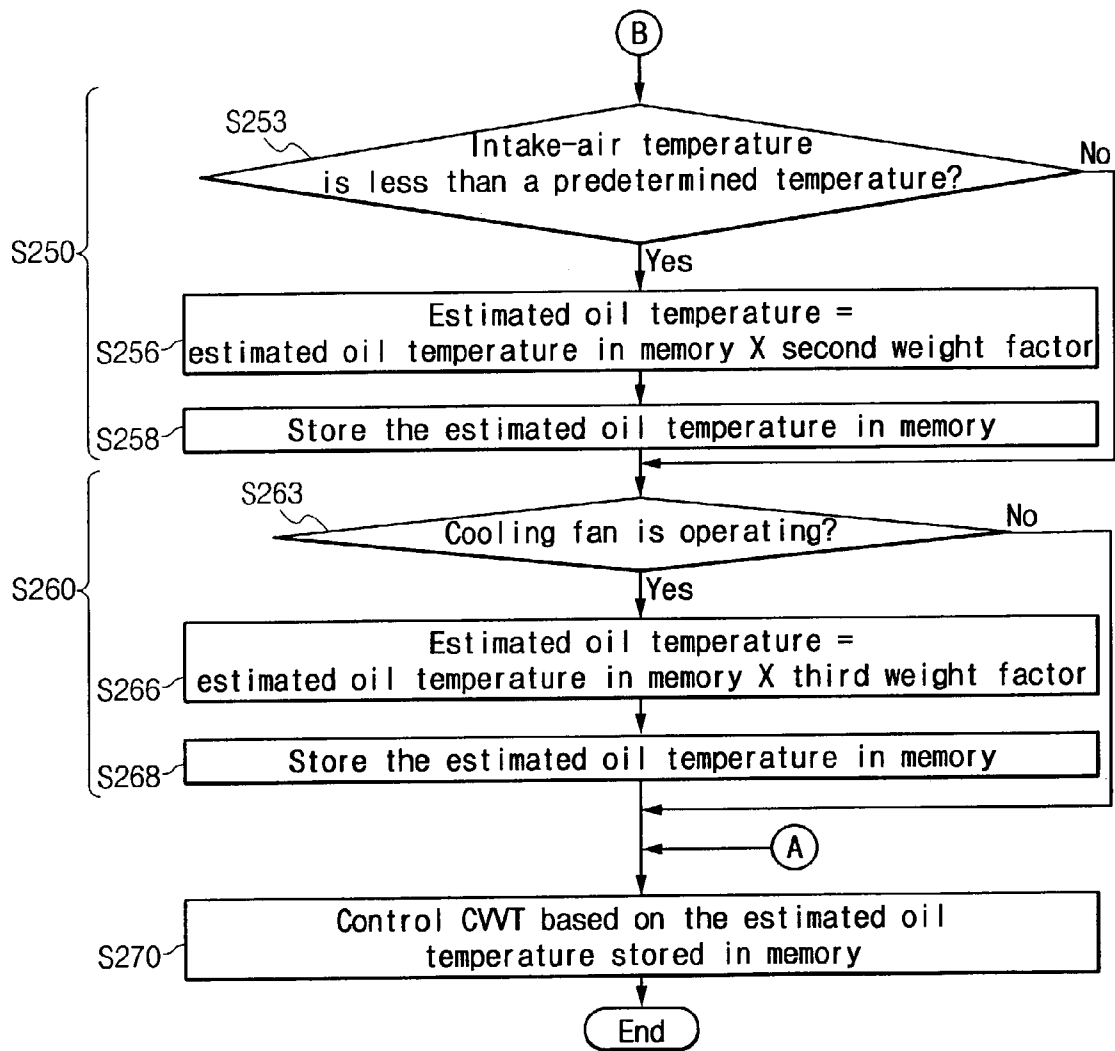 B
S253
Intake-air temperature
is less than a predetermined temperature?
No
S250
Yes
Estimated oil temperature =
estimated oil temperature in memory X second weight factor
S256
Store the estimated oil temperature in memory
S258
S263
Cooling fan is operating?
No
S260
Yes
Estimated oil temperature =
estimated oil temperature in memory X third weight factor
S266
Store the estimated oil temperature in memory
S268
A
Control CVVT based on the estimated oil
temperature stored in memory
S270
End